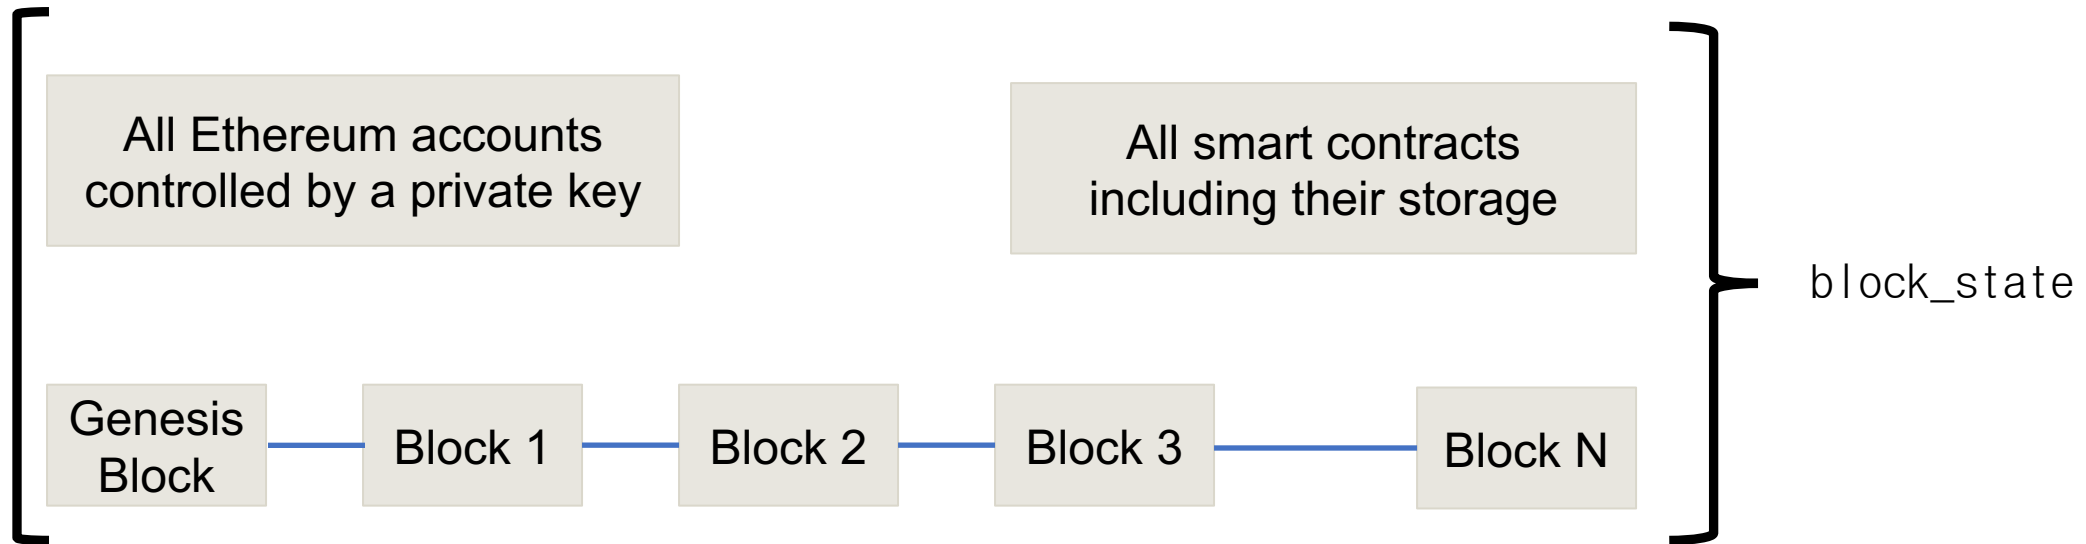 All Ethereum accounts
controlled by a private key
All smart contracts
including their storage
block_state
Genesis
Block
Block 1
Block 2
Block 3
Block N